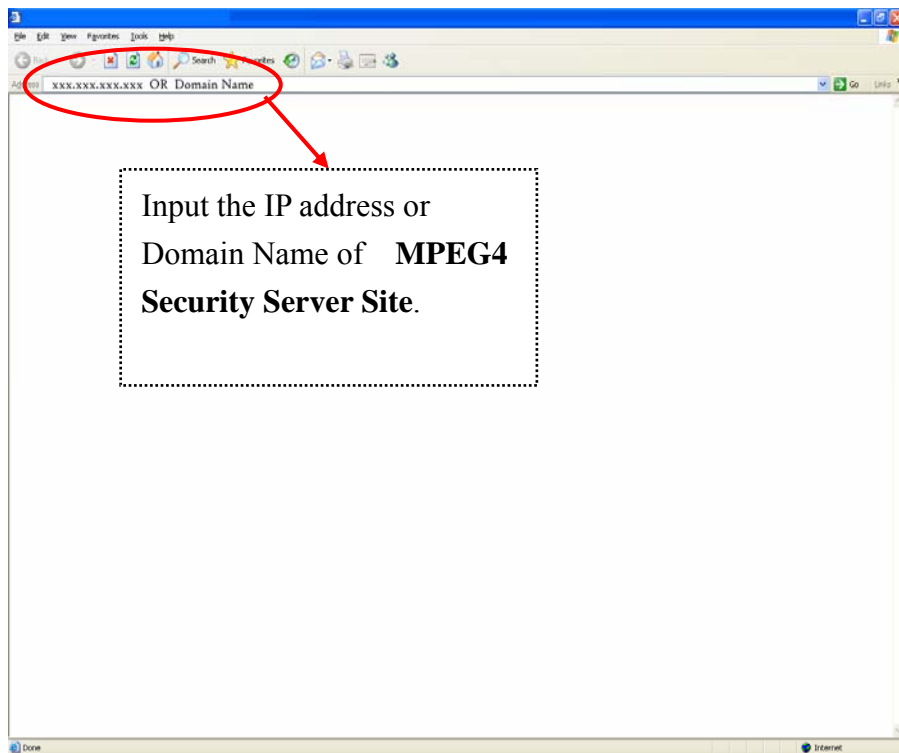 File Edit View Favorites Tools Help
Search Favorites
Address xxx.xxx.xxx.xxx OR Domain Name Go Links
Input the IP address or
Domain Name of MPEG4
Security Server Site.
Done Internet